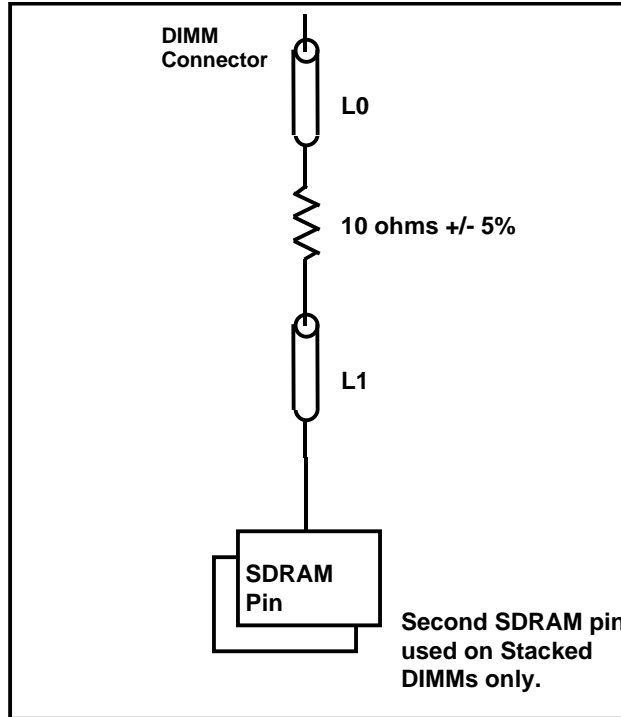 DIMM
Connector
L0
10 ohms +/- 5%
L1
SDRAM
Pin
Second SDRAM pin
used on Stacked
DIMMs only.